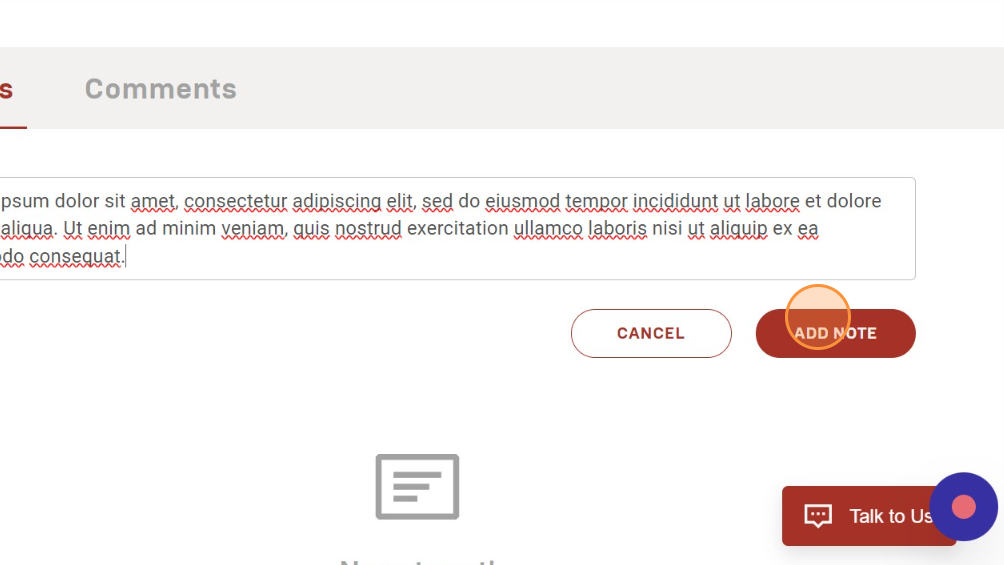 s Comments
psum dolor sit amet, consectetur adipiscing elit, sed do eiusmod tempor incididunt ut labore et dolore
aliqua. Ut enim ad minim veniam, quis nostrud exercitation ullamco laboris nisi ut aliquip ex ea
do consequat.
CANCEL ADD NOTE
Talk to Us